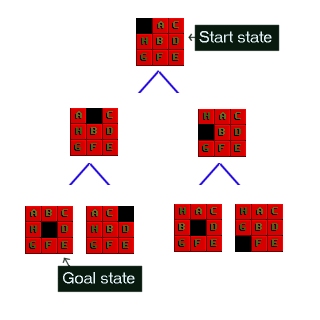 A C
H B D
G F E
Start state
A C
H B D
G F E
H A C
B D
G F E
A B C
H D
G F E
A C
H B D
G F E
H A C
B D
G F E
H A C
G B D
F E
Goal state